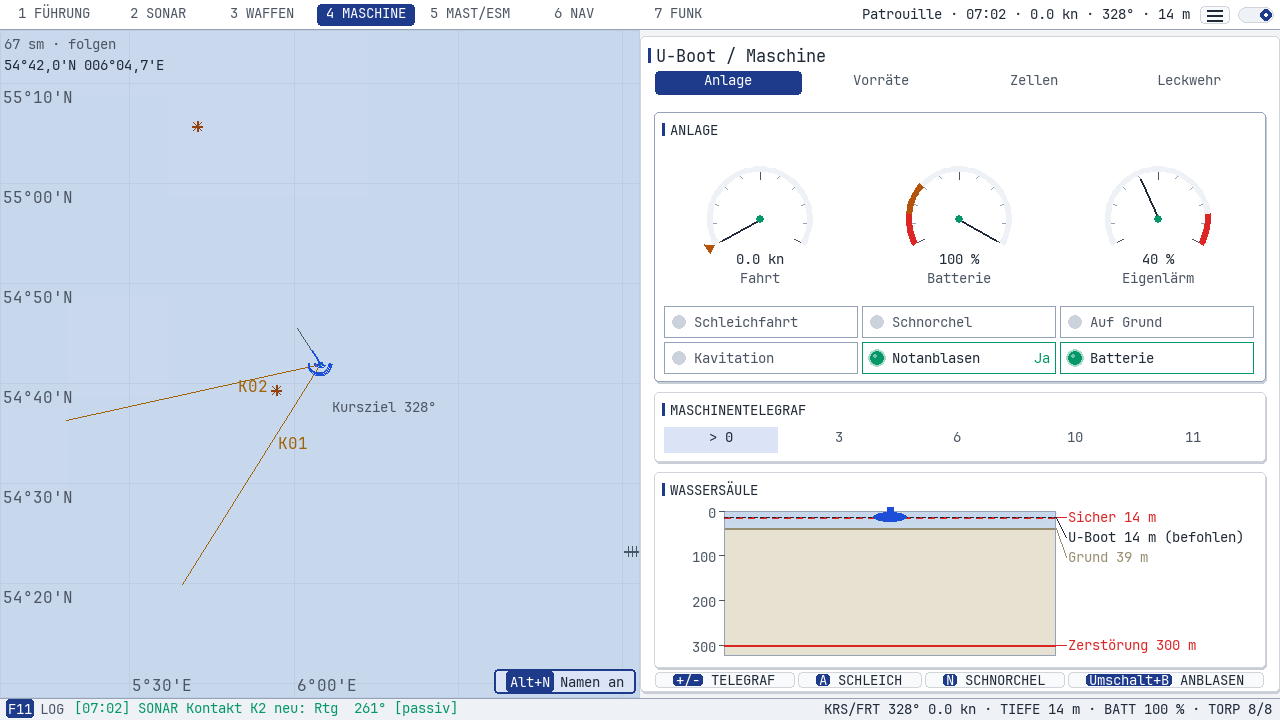 1 FÜHRUNG 2 SONAR 3 WAFFEN 4 MASCHINE 5 MAST/ESM 6 NAV 7 FUNK Patrouille · 07:02 · 0.0 kn · 328° · 14 m
67 sm · folgen
54°42,0'N 006°04,7'E
55°10'N
55°00'N
54°50'N
54°40'N
54°30'N
54°20'N
K02
Kursziel 328°
K01
5°30'E 6°00'E
Alt+N Namen an
U-Boot / Maschine
Anlage Vorräte Zellen Leckwehr
ANLAGE
0.0 kn 100 % 40 %
Fahrt Batterie Eigenlärm
Schleichfahrt Schnorchel Auf Grund
Kavitation Notanblasen Ja Batterie
MASCHINENTELEGRAF
> 0 3 6 10 11
WASSERSÄULE
0
100
200
300
Sicher 14 m
U-Boot 14 m (befohlen)
Grund 39 m
Zerstörung 300 m
+/- TELEGRAF A SCHLEICH N SCHNORCHEL Umschalt+B ANBLASEN
F11 LOG [07:02] SONAR Kontakt K2 neu: Rtg 261° [passiv] KRS/FRT 328° 0.0 kn · TIEFE 14 m · BATT 100 % · TORP 8/8